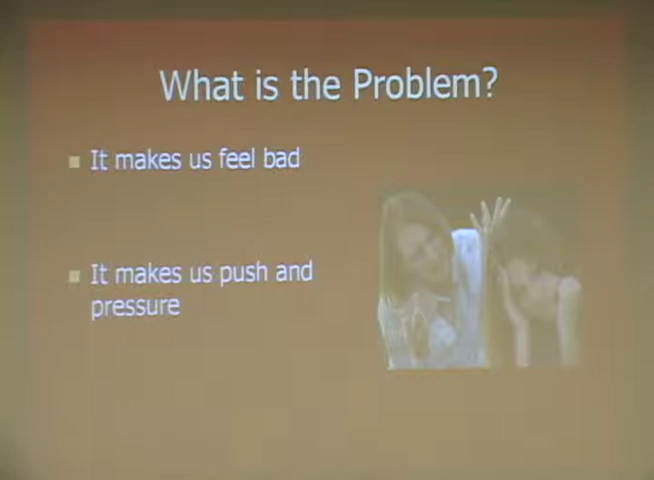 What is the Problem?
It makes us feel bad
It makes us push and
pressure